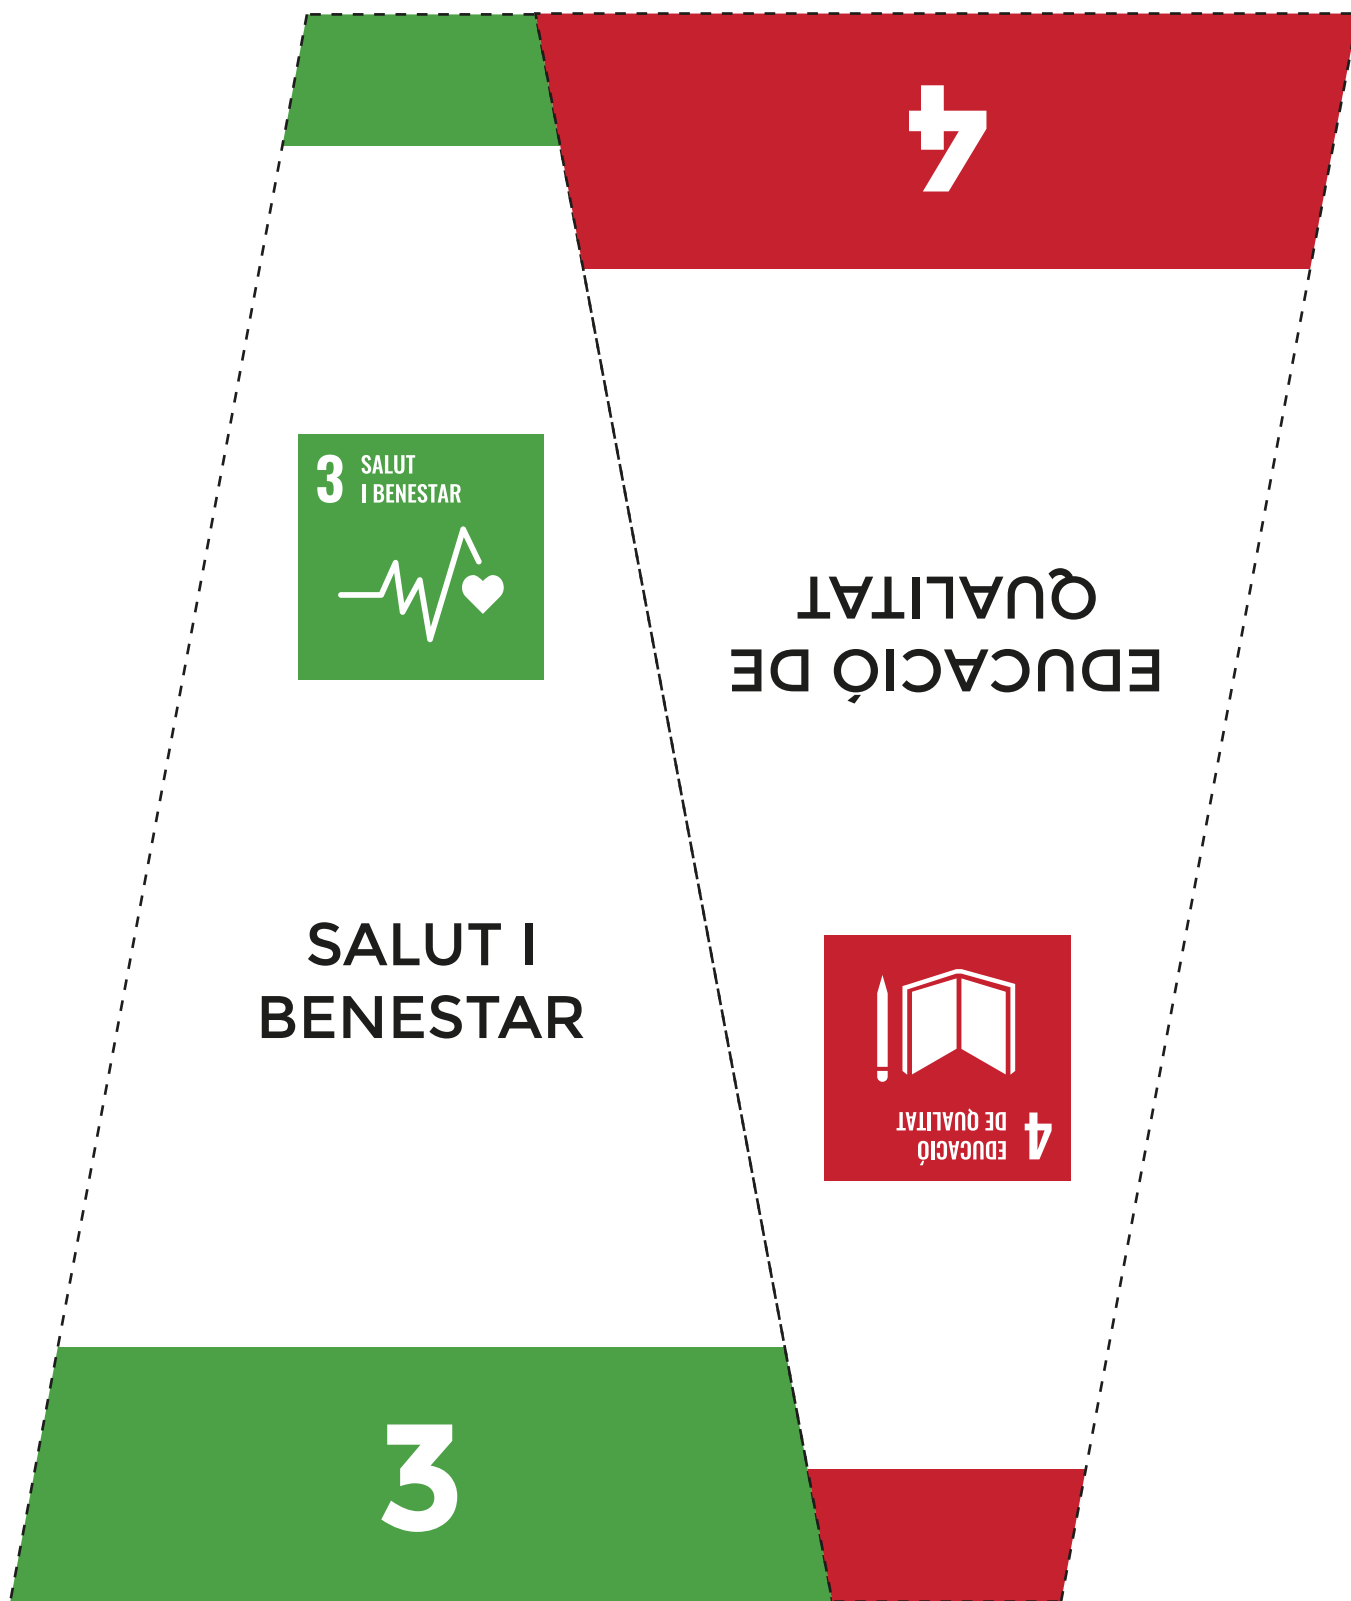 3 SALUT
I BENESTAR
SALUT I
BENESTAR
3
4
EDUCACIÓ DE
QUALITAT
4 EDUCACIÓ
DE QUALITAT